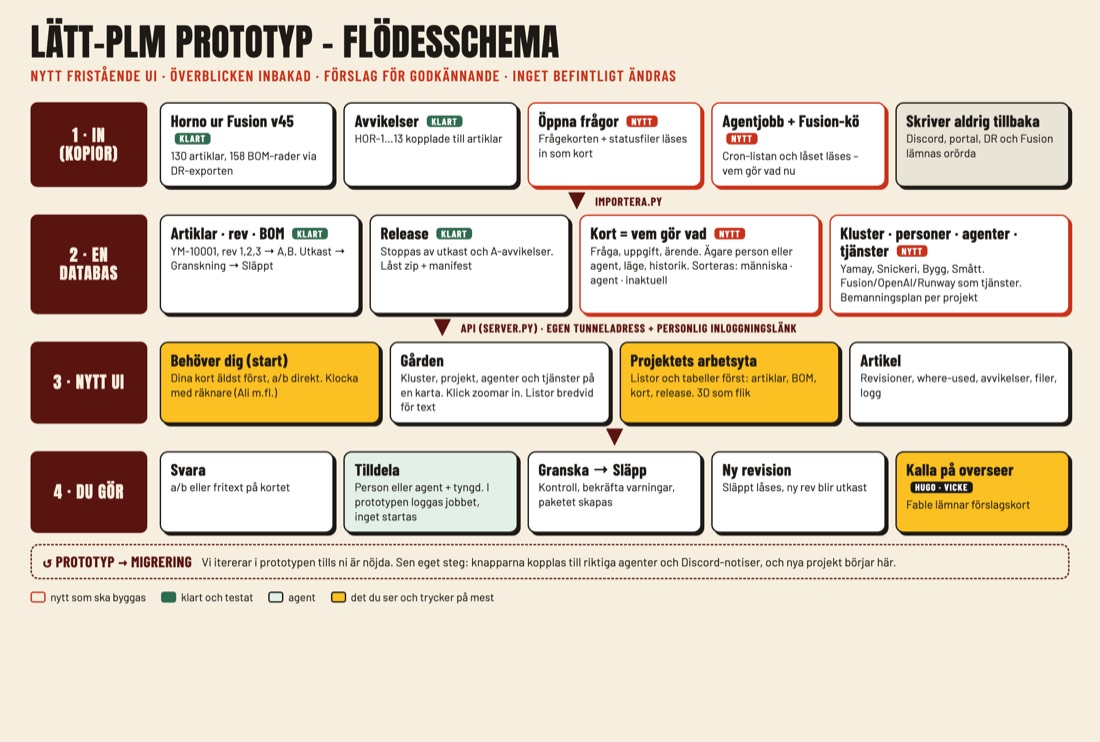 LÄTT-PLM PROTOTYP - FLÖDESSCHEMA
NYTT FRISTÅENDE UI · ÖVERBLICKEN INBAKAD · FÖRSLAG FÖR GODKÄNNANDE · INGET BEFINTLIGT ÄNDRAS
1 · IN
(KOPIOR)
Horno ur Fusion v45
KLART
130 artiklar, 158 BOM-rader via
DR-exporten
Avvikelser KLART
HOR-1...13 kopplade till artiklar
Öppna frågor NYTT
Frågekorten + statusfiler läses
in som kort
Agentjobb + Fusion-kö
NYTT
Cron-listan och låset läses –
vem gör vad nu
Skriver aldrig tillbaka
Discord, portal, DR och Fusion
lämnas orörda
IMPORTERA.PY
2 · EN
DATABAS
Artiklar · rev · BOM KLART
YM-10001, rev 1,2,3 → A,B. Utkast →
Granskning → Släppt
Release KLART
Stoppas av utkast och A-avvikelser.
Låst zip + manifest
Kort = vem gör vad NYTT
Fråga, uppgift, ärende. Ägare person eller
agent, läge, historik. Sorteras: människa ·
agent · inaktuell
Kluster · personer · agenter ·
tjänster NYTT
Yamay, Snickeri, Bygg, Smått.
Fusion/OpenAI/Runway som tjänster.
Bemanningsplan per projekt
API (SERVER.PY) · EGEN TUNNELADRESS + PERSONLIG INLOGGNINGSLÄNK
3 · NYTT UI
Behöver dig (start)
Dina kort äldst först, a/b direkt. Klocka
med räknare (Ali m.fl.)
Gården
Kluster, projekt, agenter och tjänster på
en karta. Klick zoomar in. Listor bredvid
för text
Projektets arbetsyta
Listor och tabeller först: artiklar, BOM,
kort, release. 3D som flik
Artikel
Revisioner, where-used, avvikelser, filer,
logg
4 · DU GÖR
Svara
a/b eller fritext på kortet
Tilldela
Person eller agent + tyngd. I
prototypen loggas jobbet,
inget startas
Granska → Släpp
Kontroll, bekräfta varningar,
paketet skapas
Ny revision
Släppt låses, ny rev blir utkast
Kalla på overseer
HUGO · VICKE
Fable lämnar förslagskort
↺ PROTOTYP → MIGRERING Vi itererar i prototypen tills ni är nöjda. Sen eget steg: knapparna kopplas till riktiga agenter och Discord-notiser, och nya projekt börjar här.
nytt som ska byggas klart och testat agent det du ser och trycker på mest